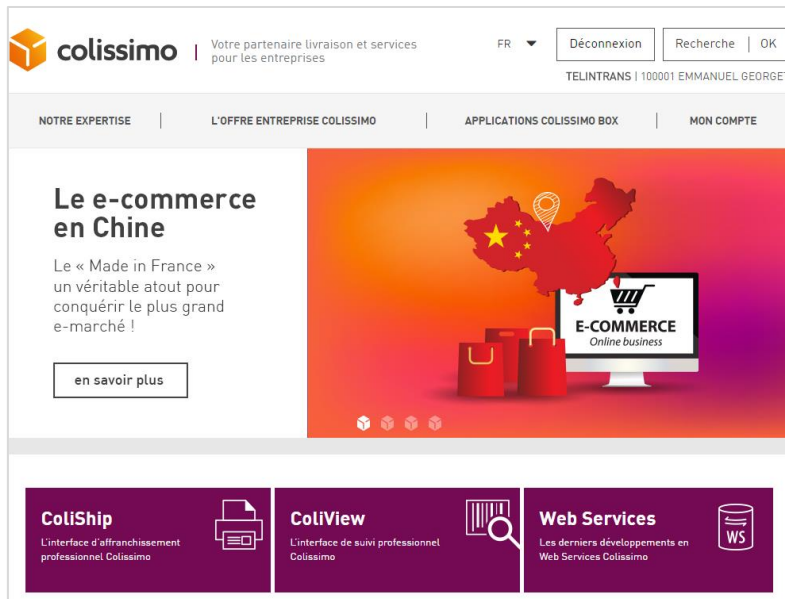 colissimo
Votre partenaire livraison et services
pour les entreprises
FR
Déconnexion
Recherche | OK
TELINTRANS | 100001 EMMANUEL GEORGET
NOTRE EXPERTISE
L'OFFRE ENTREPRISE COLISSIMO
APPLICATIONS COLISSIMO BOX
MON COMPTE
Le e-commerce
en Chine
Le « Made in France »
un véritable atout pour
conquérir le plus grand
e-marché !
en savoir plus
E-COMMERCE
Online business
ColiShip
L'interface d'affranchissement
professionnel Colissimo
ColiView
L'interface de suivi professionnel
Colissimo
Web Services
Les derniers développements en
Web Services Colissimo
WS